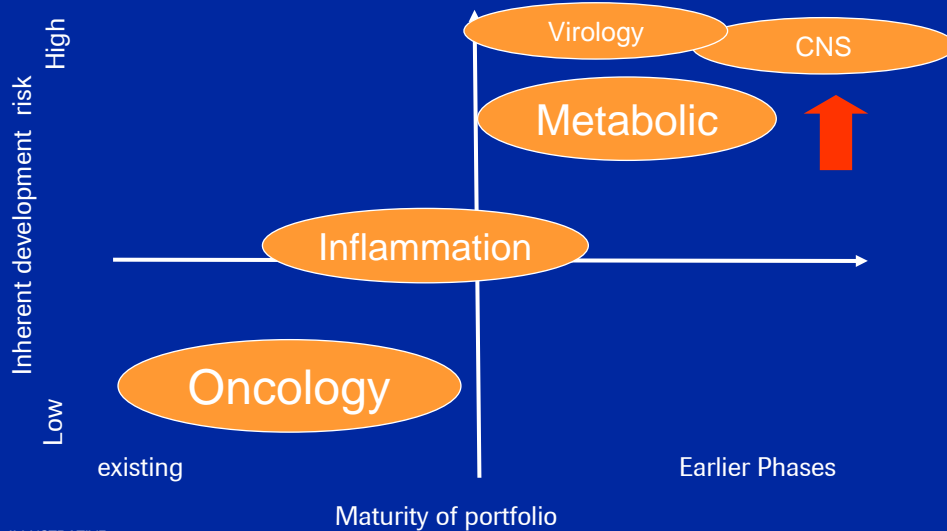 High
Virology
CNS
Inherent development risk
Metabolic
Inflammation
Oncology
Low
existing
Earlier Phases
Maturity of portfolio